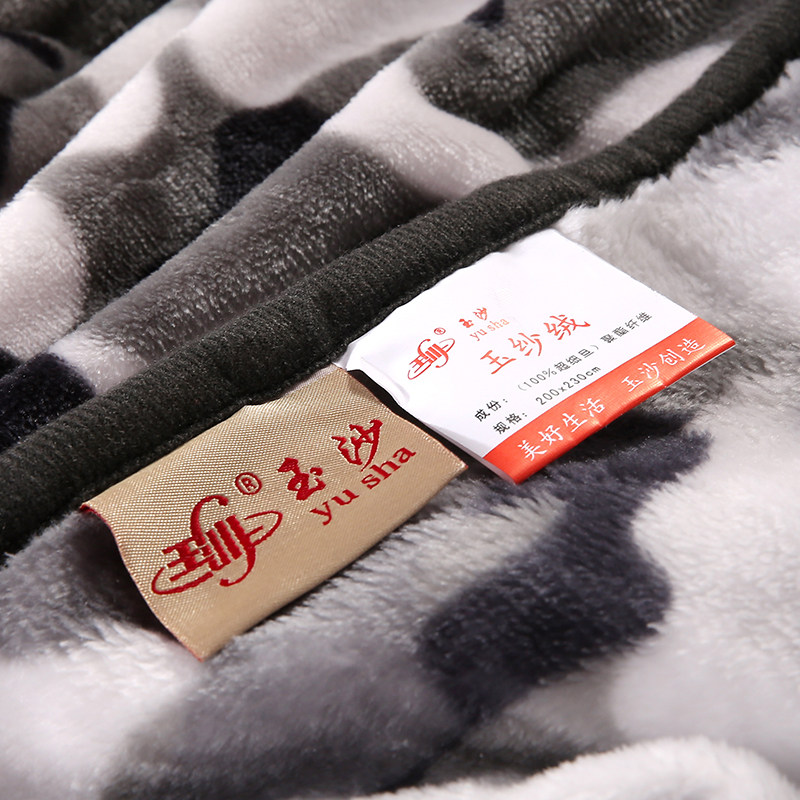 玉沙
yu sha
®
玉纱绒
成份：（100%超细旦）聚酯纤维
规格：200x230cm
美好生活 玉沙创造
® 玉沙
yu sha